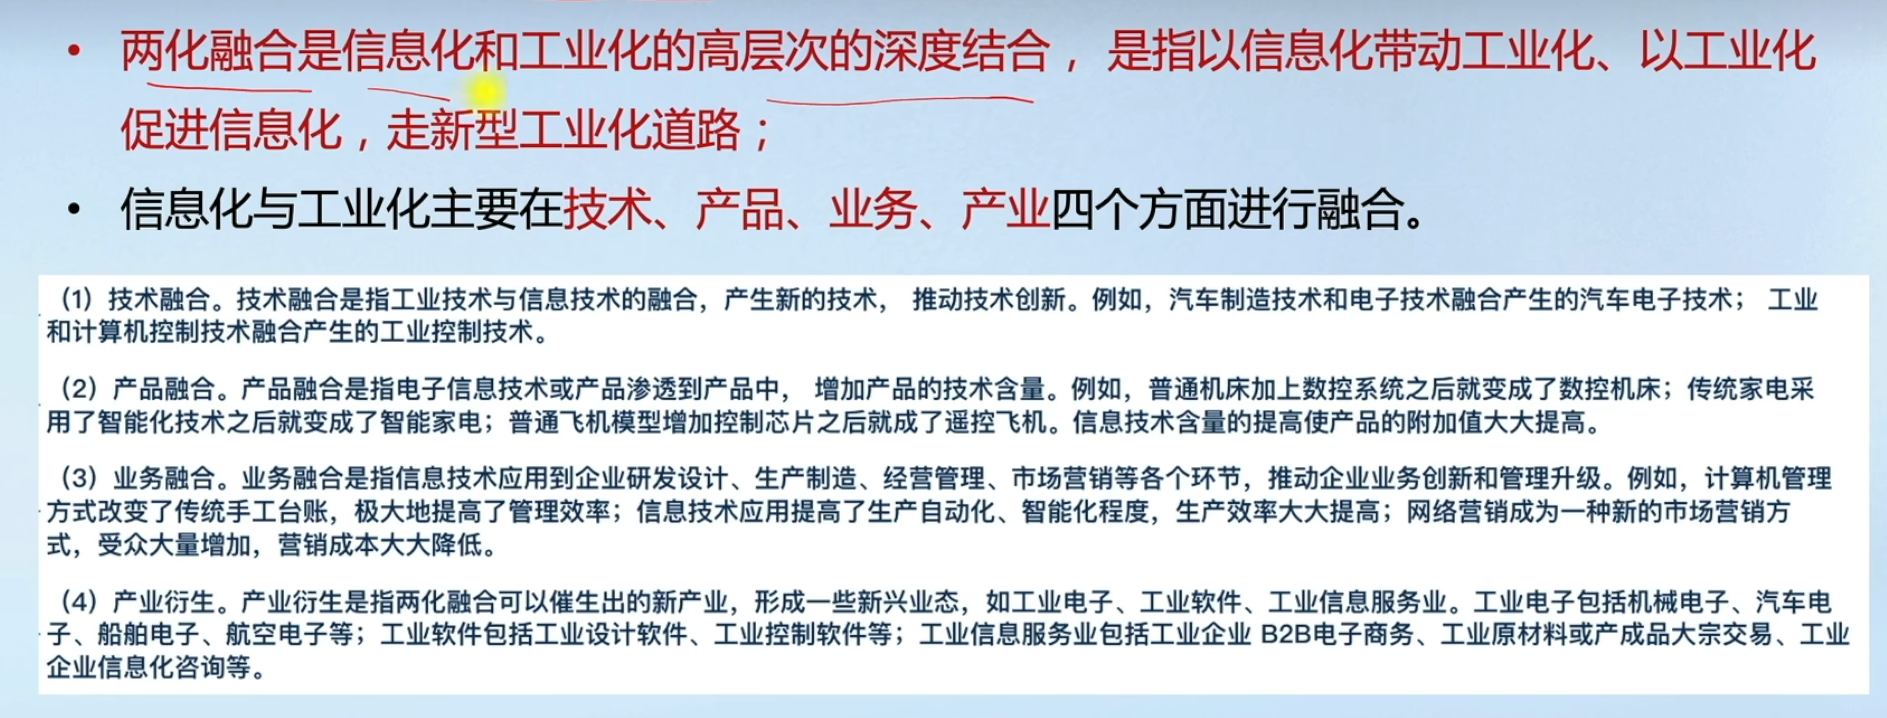 • 两化融合是信息化和工业化的高层次的深度结合，是指以信息化带动工业化、以工业化
促进信息化，走新型工业化道路；
• 信息化与工业化主要在技术、产品、业务、产业四个方面进行融合。
（1）技术融合。技术融合是指工业技术与信息技术的融合，产生新的技术， 推动技术创新。例如，汽车制造技术和电子技术融合产生的汽车电子技术； 工业
和计算机控制技术融合产生的工业控制技术。
（2）产品融合。产品融合是指电子信息技术或产品渗透到产品中， 增加产品的技术含量。例如，普通机床加上数控系统之后就变成了数控机床；传统家电采
用了智能化技术之后就变成了智能家电；普通飞机模型增加控制芯片之后就成了遥控飞机。信息技术含量的提高使产品的附加值大大提高。
（3）业务融合。业务融合是指信息技术应用到企业研发设计、生产制造、经营管理、市场营销等各个环节，推动企业业务创新和管理升级。例如，计算机管理
方式改变了传统手工台账，极大地提高了管理效率；信息技术应用提高了生产自动化、智能化程度，生产效率大大提高；网络营销成为一种新的市场营销方
式，受众大量增加，营销成本大大降低。
（4）产业衍生。产业衍生是指两化融合可以催生出的新产业，形成一些新兴业态，如工业电子、工业软件、工业信息服务业。工业电子包括机械电子、汽车电
子、船舶电子、航空电子等；工业软件包括工业设计软件、工业控制软件等；工业信息服务业包括工业企业 B2B电子商务、工业原材料或产成品大宗交易、工业
企业信息化咨询等。